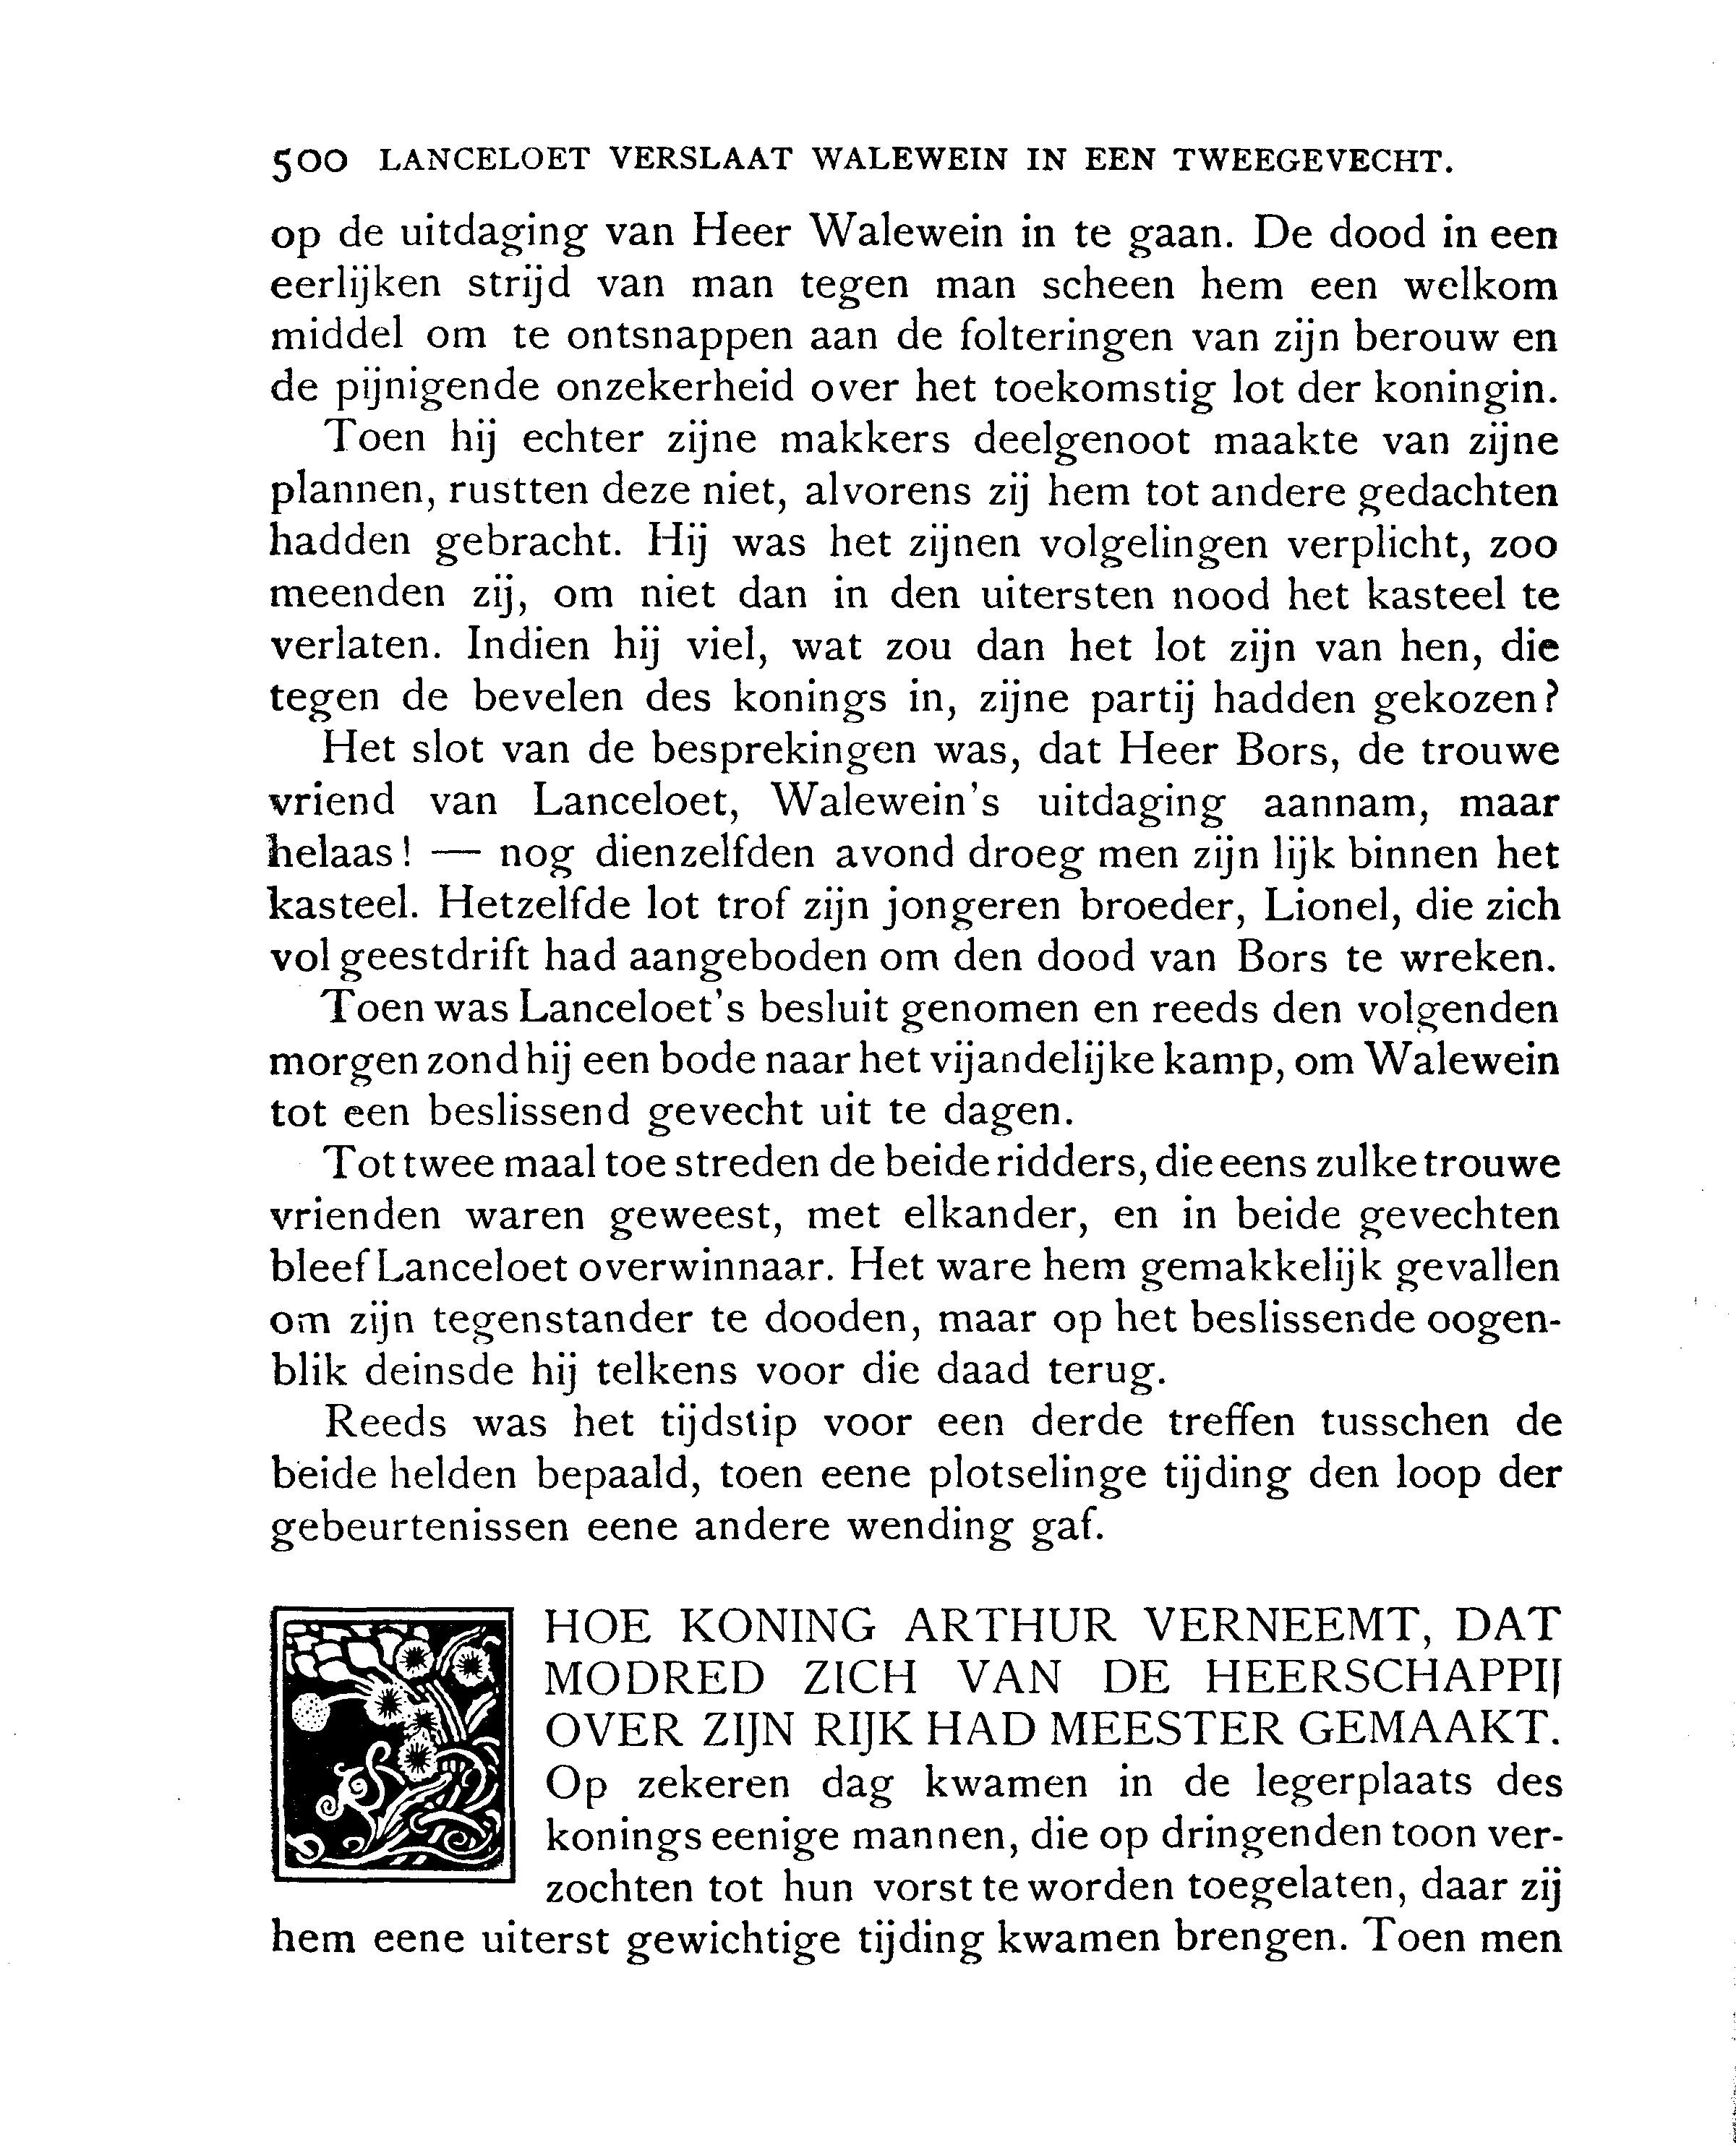 500 LANCELOET VERSLAAT WALEWEIN IN EEN TWEEGEVECHT.
op de uitdaging van Heer Walewein in te gaan. De dood in een
eerlijken strijd van man tegen man scheen hem een welkom
middel om te ontsnappen aan de folteringen van zijn berouw en
de pijnigende onzekerheid over het toekomstig lot der koningin.
Toen hij echter zijne makkers deelgenoot maakte van zijne
plannen, rustten deze niet, alvorens zij hem tot andere gedachten
hadden gebracht. Hij was het zijnen volgelingen verplicht, zoo
meenden zij, om niet dan in den uitersten nood het kasteel te
verlaten. Indien hij viel, wat zou dan het lot zijn van hen, die
tegen de bevelen des konings in, zijne partij hadden gekozen?
Het slot van de besprekingen was, dat Heer Bors, de trouwe
vriend van Lanceloet, Walewein's uitdaging aannam, maar
helaas! — nog dienzelfden avond droeg men zijn lijk binnen het
kasteel. Hetzelfde lot trof zijn jongeren broeder, Lionel, die zich
vol geestdrift had aangeboden om den dood van Bors te wreken.
Toen was Lanceloet's besluit genomen en reeds den volgenden
morgen zond hij een bode naar het vijandelijke kamp, om Walewein
tot een beslissend gevecht uit te dagen.
Tot twee maal toe streden de beide ridders, die eens zulke trouwe
vrienden waren geweest, met elkander, en in beide gevechten
bleef Lanceloet overwinnaar. Het ware hem gemakkelijk gevallen
om zijn tegenstander te dooden, maar op het beslissende oogen-
blik deinsde hij telkens voor die daad terug.
Reeds was het tijdstip voor een derde treffen tusschen de
beide helden bepaald, toen eene plotselinge tijding den loop der
gebeurtenissen eene andere wending gaf.
HOE KONING ARTHUR VERNEEMT, DAT
MODRED ZICH VAN DE HEERSCHAPPIJ
OVER ZIJN RIJK HAD MEESTER GEMAAKT.
Op zekeren dag kwamen in de legerplaats des
konings eenige mannen, die op dringenden toon ver-
zochten tot hun vorst te worden toegelaten, daar zij
hem eene uiterst gewichtige tijding kwamen brengen. Toen men